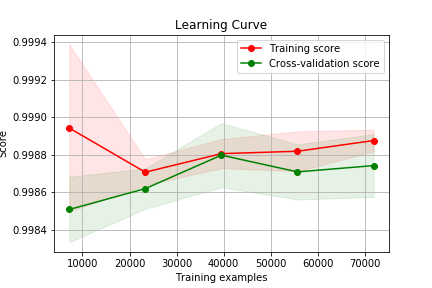 Learning Curve
Training score
Cross-validation score
0.9994
0.9992
0.9990
0.9988
0.9986
0.9984
Score
10000 20000 30000 40000 50000 60000 70000
Training examples